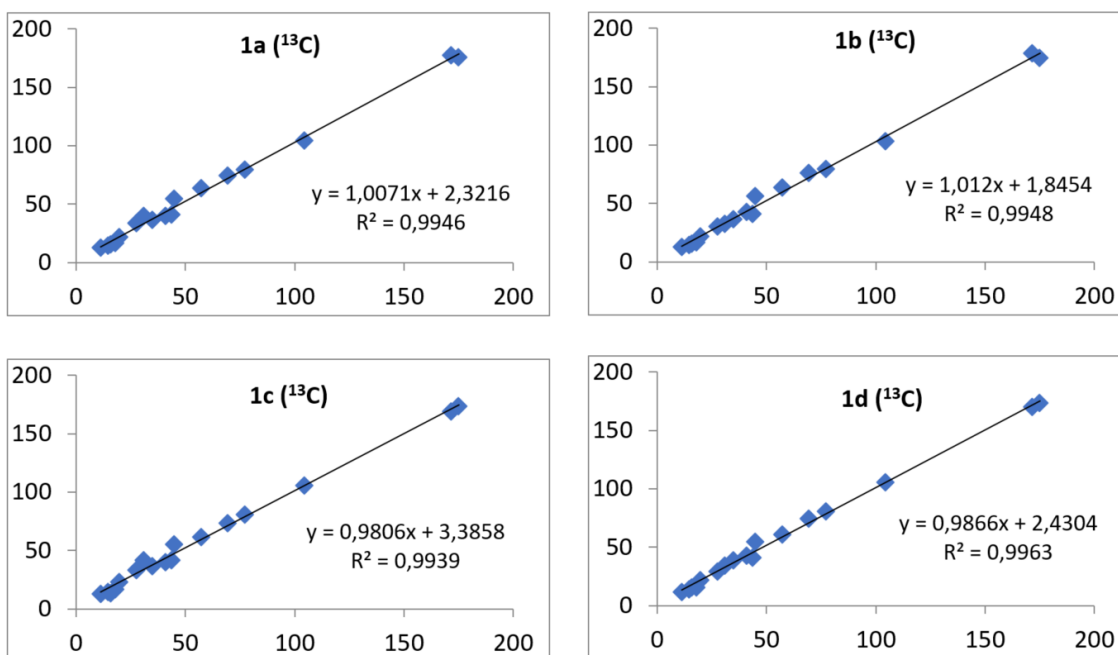 1a (¹³C)
200
150
100
50
0
y = 1,0071x + 2,3216
R² = 0,9946
0 50 100 150 200
1b (¹³C)
200
150
100
50
0
y = 1,012x + 1,8454
R² = 0,9948
0 50 100 150 200
1c (¹³C)
200
150
100
50
0
y = 0,9806x + 3,3858
R² = 0,9939
0 50 100 150 200
1d (¹³C)
200
150
100
50
0
y = 0,9866x + 2,4304
R² = 0,9963
0 50 100 150 200